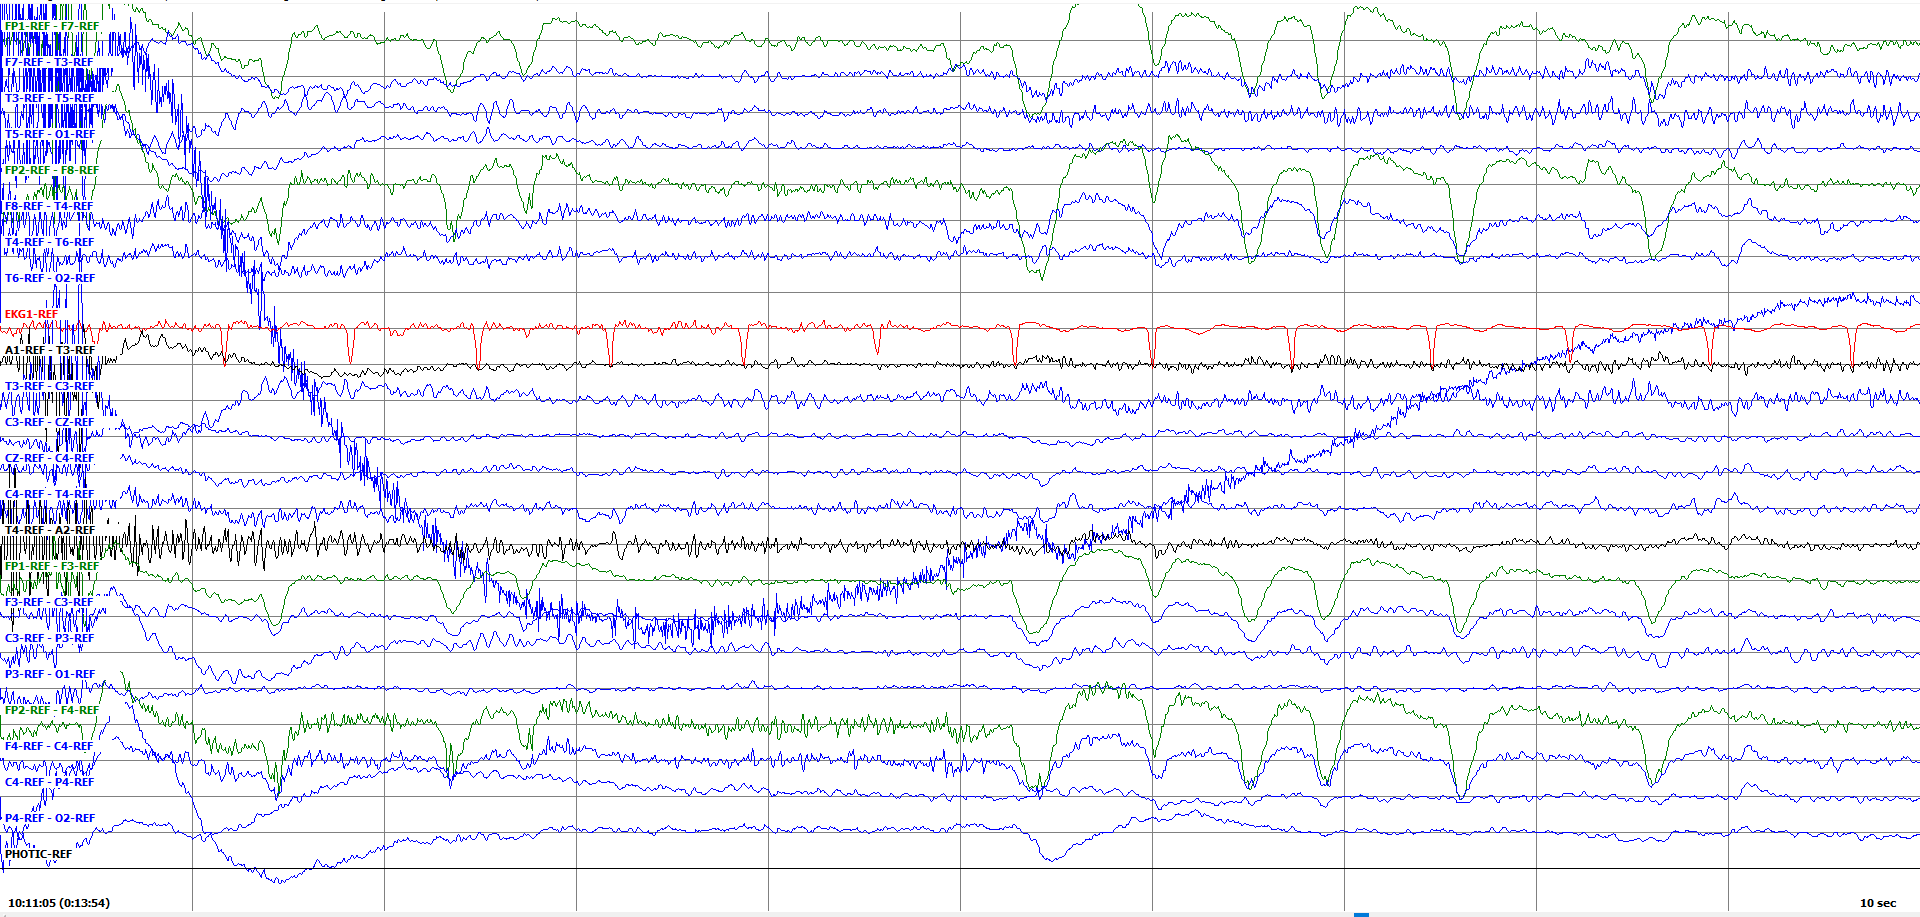 FP1-REF - F7-REF
F7-REF - T3-REF
T3-REF - T5-REF
T5-REF - O1-REF
FP2-REF - F8-REF
F8-REF - T4-REF
T4-REF - T6-REF
T6-REF - O2-REF
EKG1-REF
A1-REF - T3-REF
T3-REF - C3-REF
C3-REF - CZ-REF
CZ-REF - C4-REF
C4-REF - T4-REF
T4-REF - A2-REF
FP1-REF - F3-REF
F3-REF - C3-REF
C3-REF - P3-REF
P3-REF - O1-REF
FP2-REF - F4-REF
F4-REF - C4-REF
C4-REF - P4-REF
P4-REF - O2-REF
PHOTIC-REF
10:11:05 (0:13:54)
10 sec